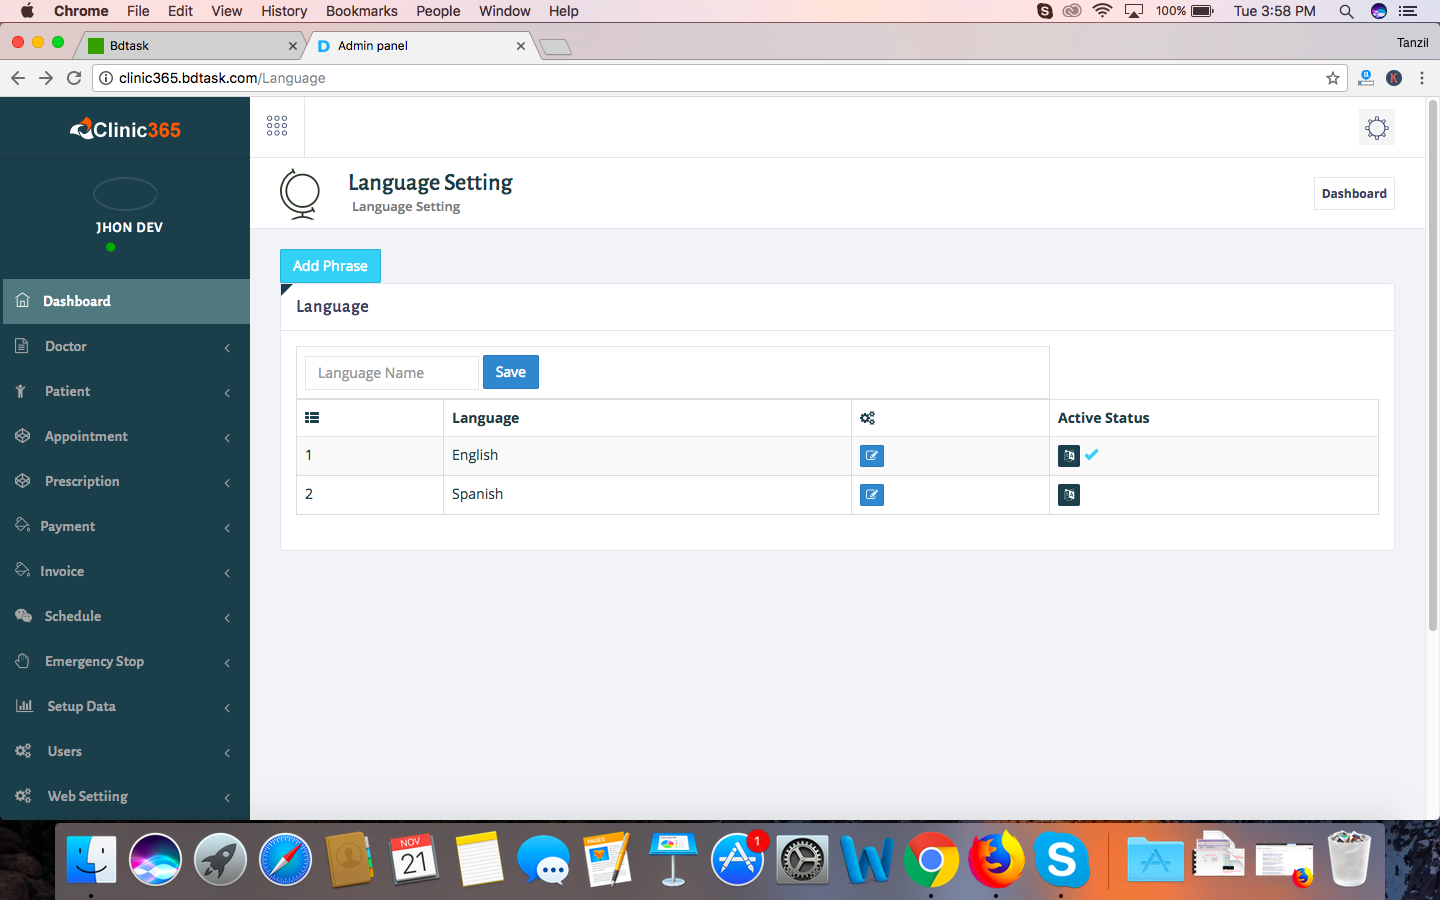 Chrome File Edit View History Bookmarks People Window Help 100% Tue 3:58 PM
Bdtask Admin panel Tanzil
clinic365.bdtask.com/Language a K
Clinic365
Language Setting
Language Setting
Dashboard
JHON DEV
Add Phrase
Dashboard
Language
Doctor
Language Name Save
Patient
Language Active Status
Appointment
1 English
Prescription
2 Spanish
Payment
Invoice
Schedule
Emergency Stop
Setup Data
Users
Web Settiing
NOV
21
PAGES
1
W
S